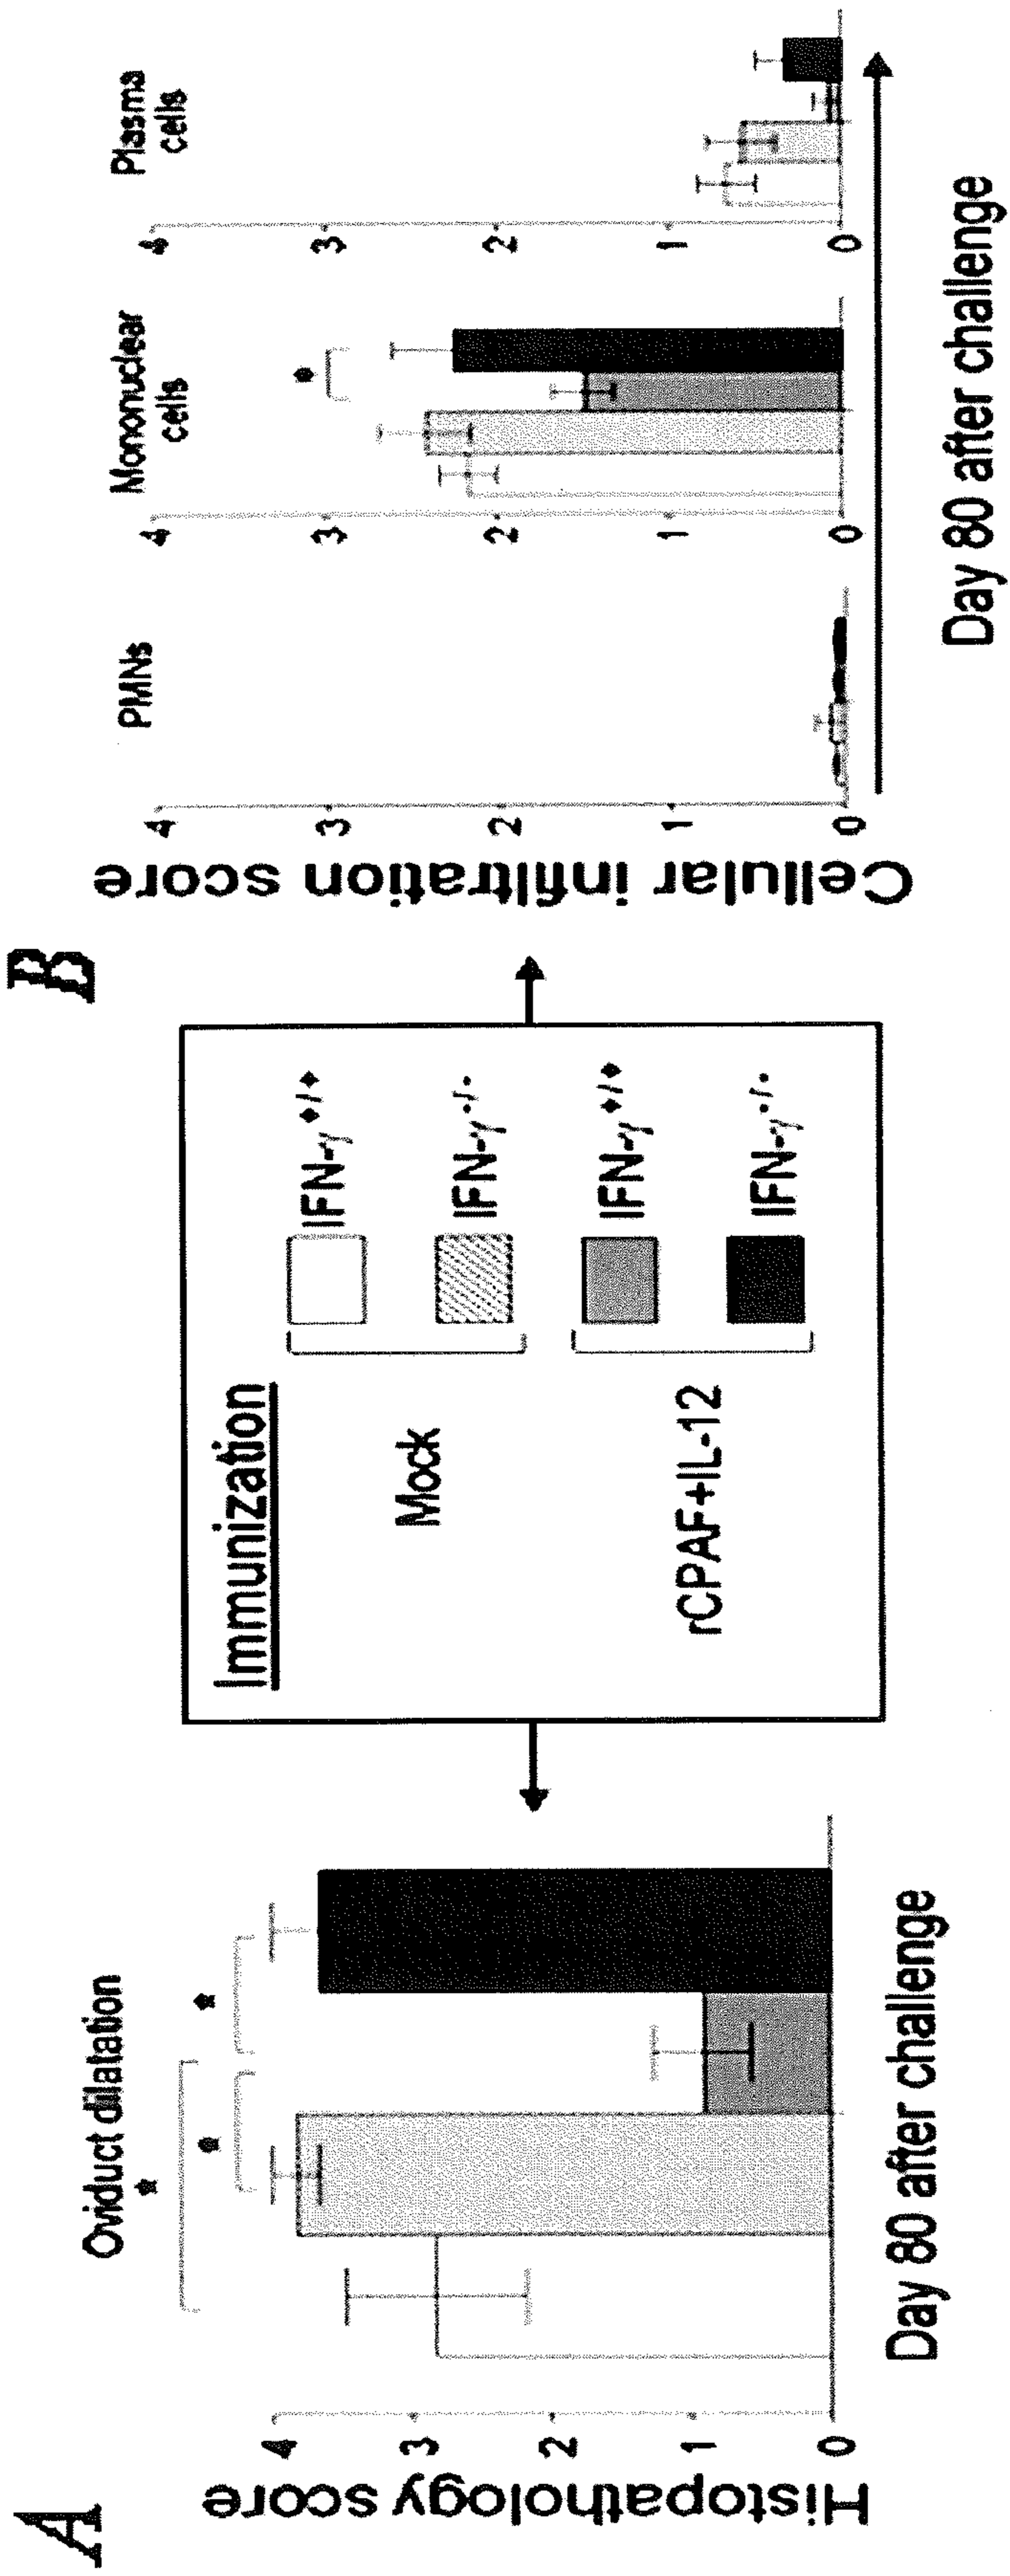 A
Oviduct dilatation
*
*
*
Histopathology score
4
3
2
1
0
Day 80 after challenge
Immunization
Mock
IFN-γ+/+
IFN-γ-/-
rCPAF+IL-12
IFN-γ+/+
IFN-γ-/-
B
Cellular infiltration score
PMNs
4
3
2
1
0
Mononuclear
cells
*
4
3
2
1
0
Plasma
cells
4
3
2
1
0
Day 80 after challenge